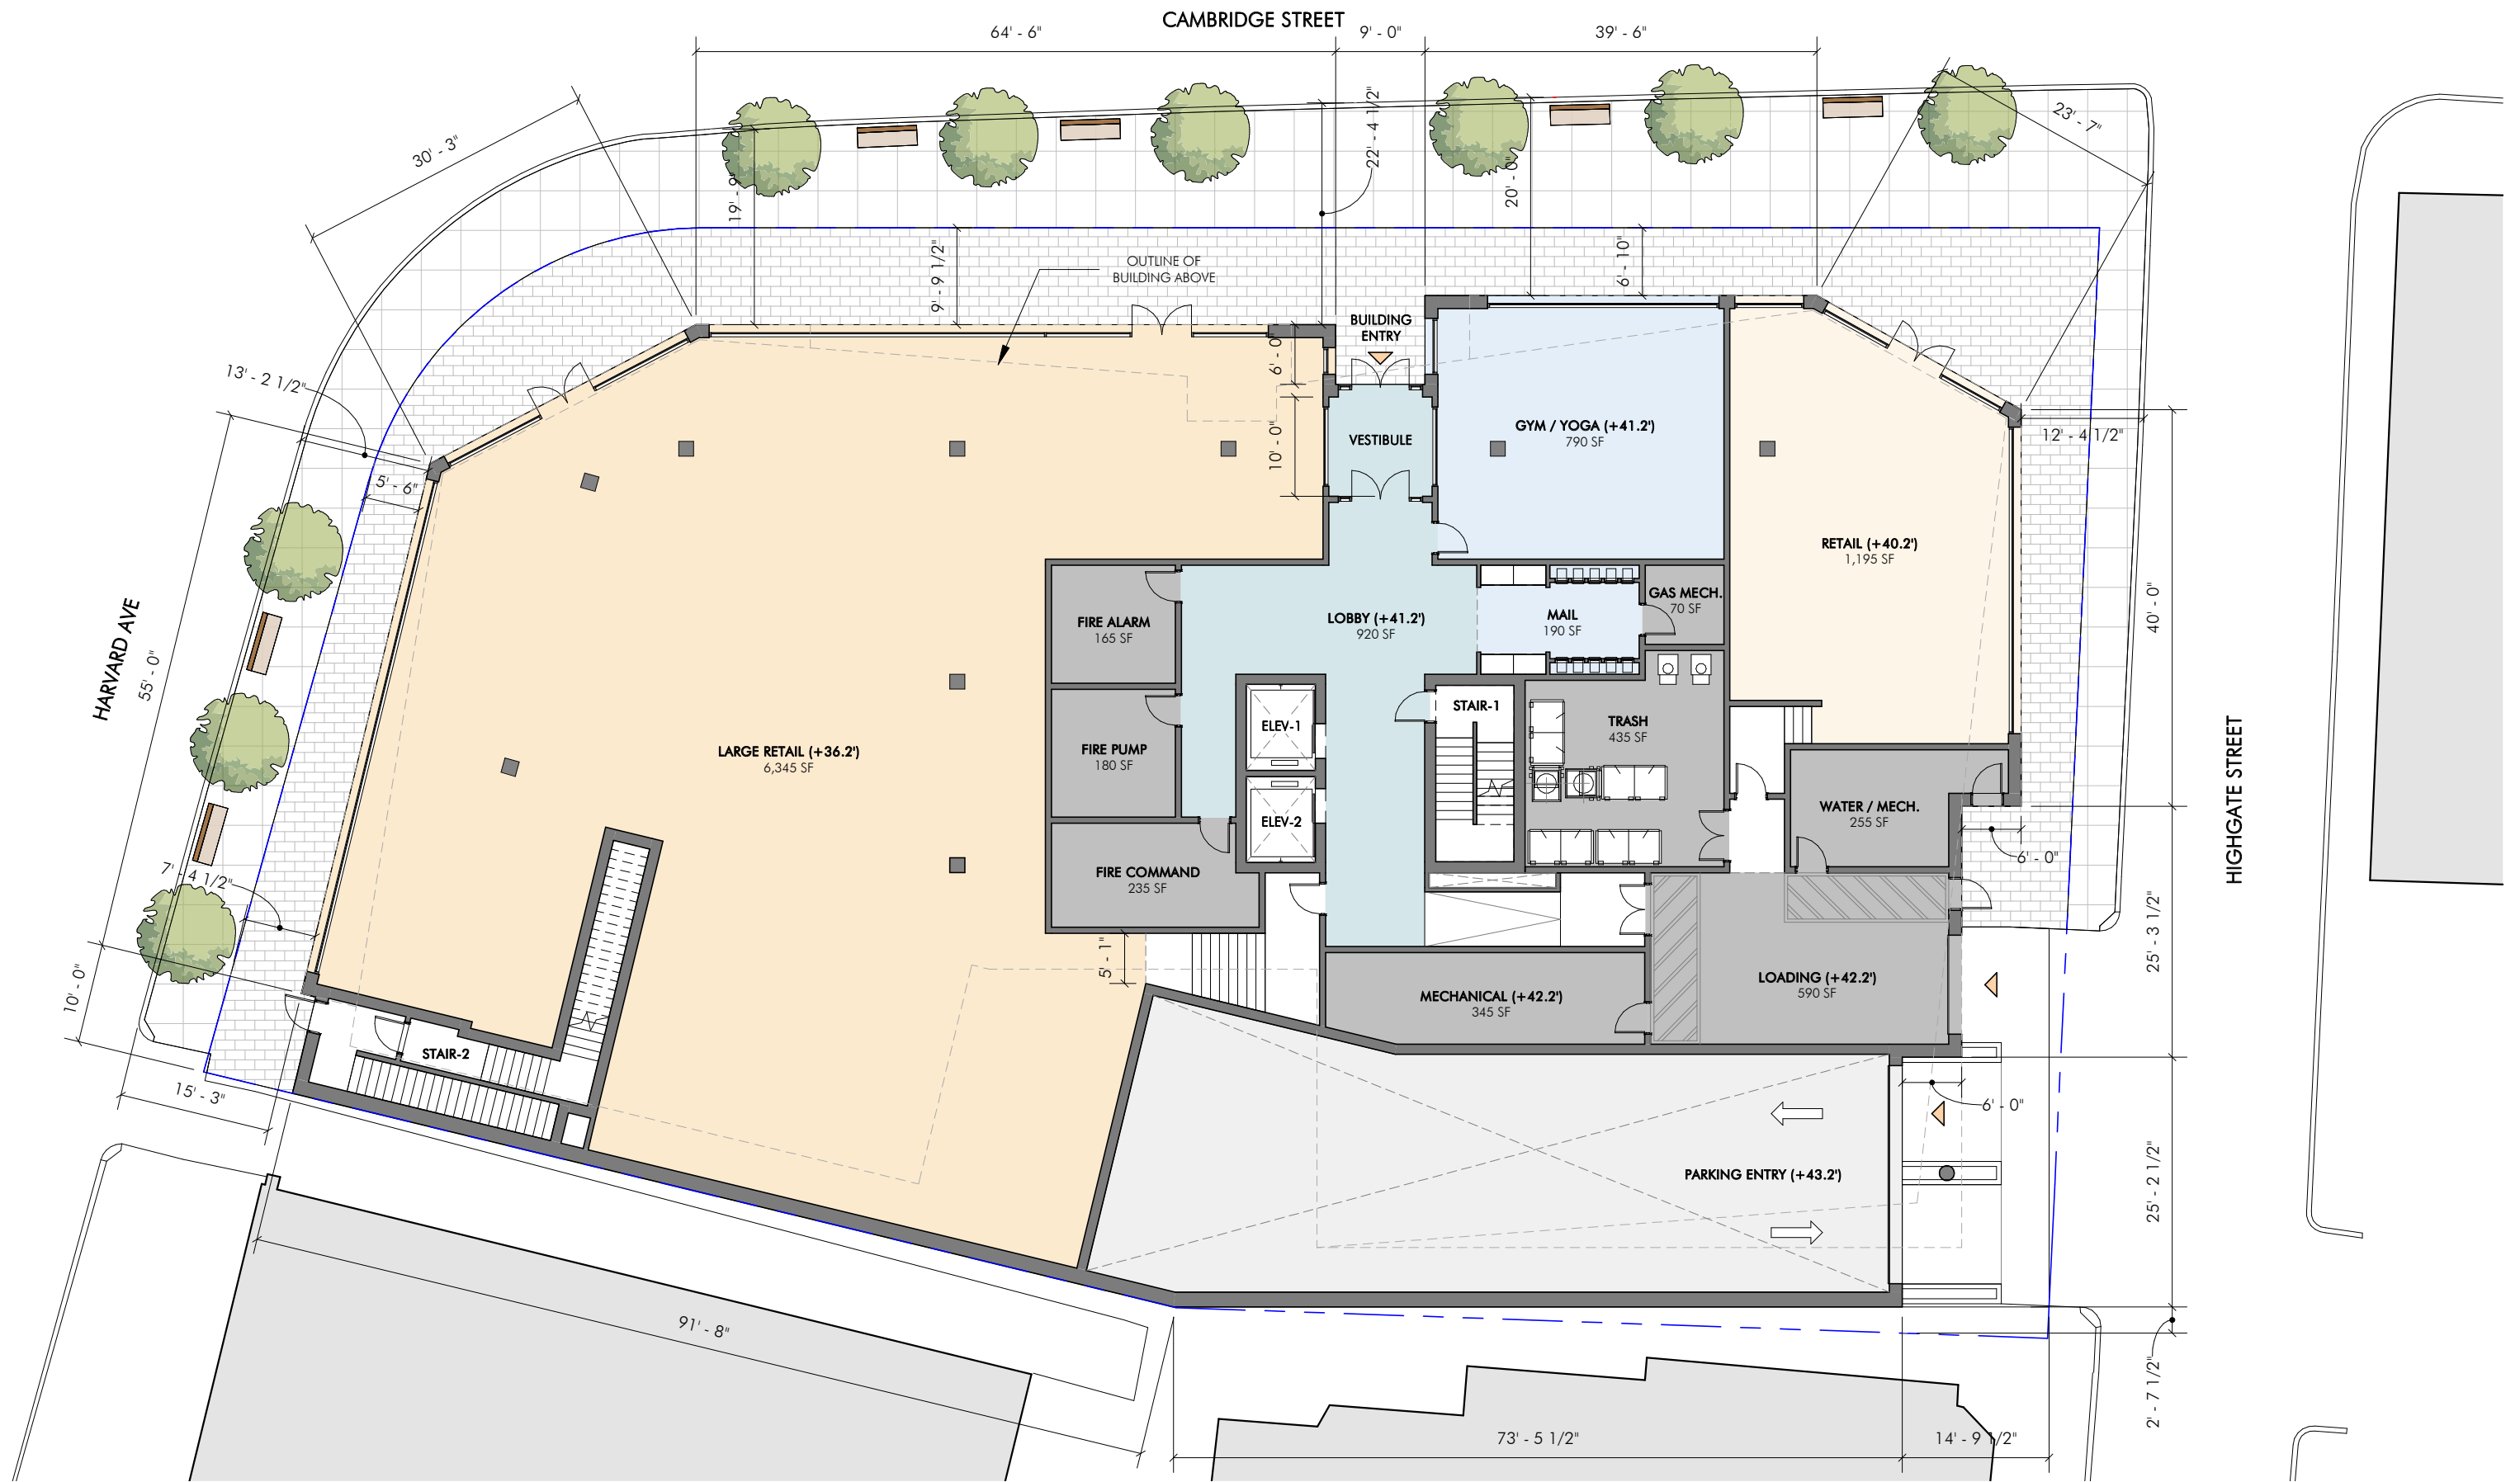 CAMBRIDGE STREET
64' - 6"
9' - 0"
39' - 6"
30' - 3"
19' - 9"
22' - 4 1/2"
20' - 0"
23' - 7"
9' - 9 1/2"
OUTLINE OF
BUILDING ABOVE
6' - 10"
BUILDING
ENTRY
6' - 0"
13' - 2 1/2"
5' - 6"
10' - 0"
VESTIBULE
GYM / YOGA (+41.2')
790 SF
12' - 4 1/2"
RETAIL (+40.2')
1,195 SF
HARVARD AVE
55' - 0"
FIRE ALARM
165 SF
LOBBY (+41.2')
920 SF
MAIL
190 SF
GAS MECH.
70 SF
40' - 0"
LARGE RETAIL (+36.2')
6,345 SF
FIRE PUMP
180 SF
ELEV-1
STAIR-1
TRASH
435 SF
HIGHGATE STREET
ELEV-2
WATER / MECH.
255 SF
6' - 0"
7' - 4 1/2"
FIRE COMMAND
235 SF
25' - 3 1/2"
5' - 1"
10' - 0"
MECHANICAL (+42.2')
345 SF
LOADING (+42.2')
590 SF
STAIR-2
15' - 3"
6' - 0"
PARKING ENTRY (+43.2')
25' - 2 1/2"
91' - 8"
2' - 7 1/2"
73' - 5 1/2"
14' - 9 1/2"